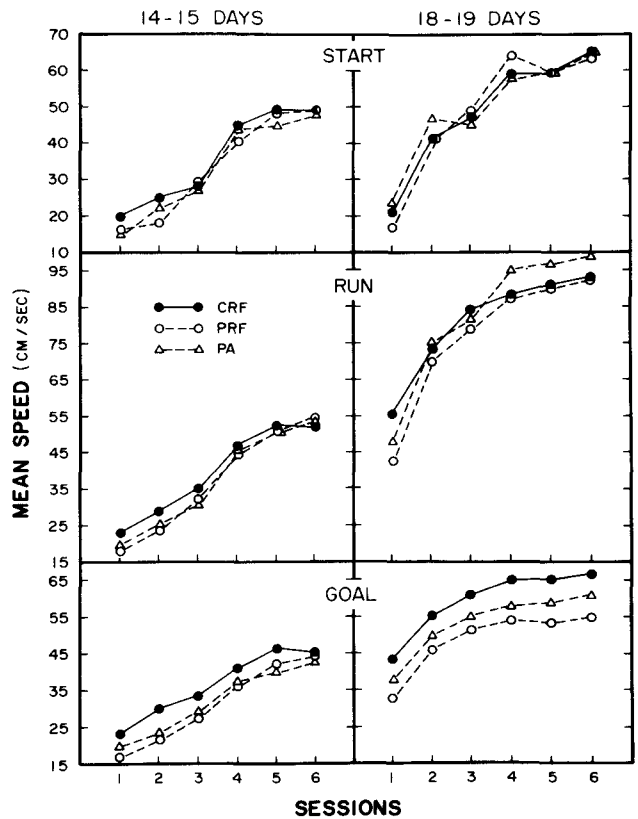 14-15 DAYS 18-19 DAYS
70
START
60
50
40
30
20
10
95
RUN
85
CRF
PRF
75
PA
65
55
45
35
25
15
65
GOAL
55
45
35
25
15
1 2 3 4 5 6 1 2 3 4 5 6
SESSIONS
MEAN SPEED (CM/SEC)